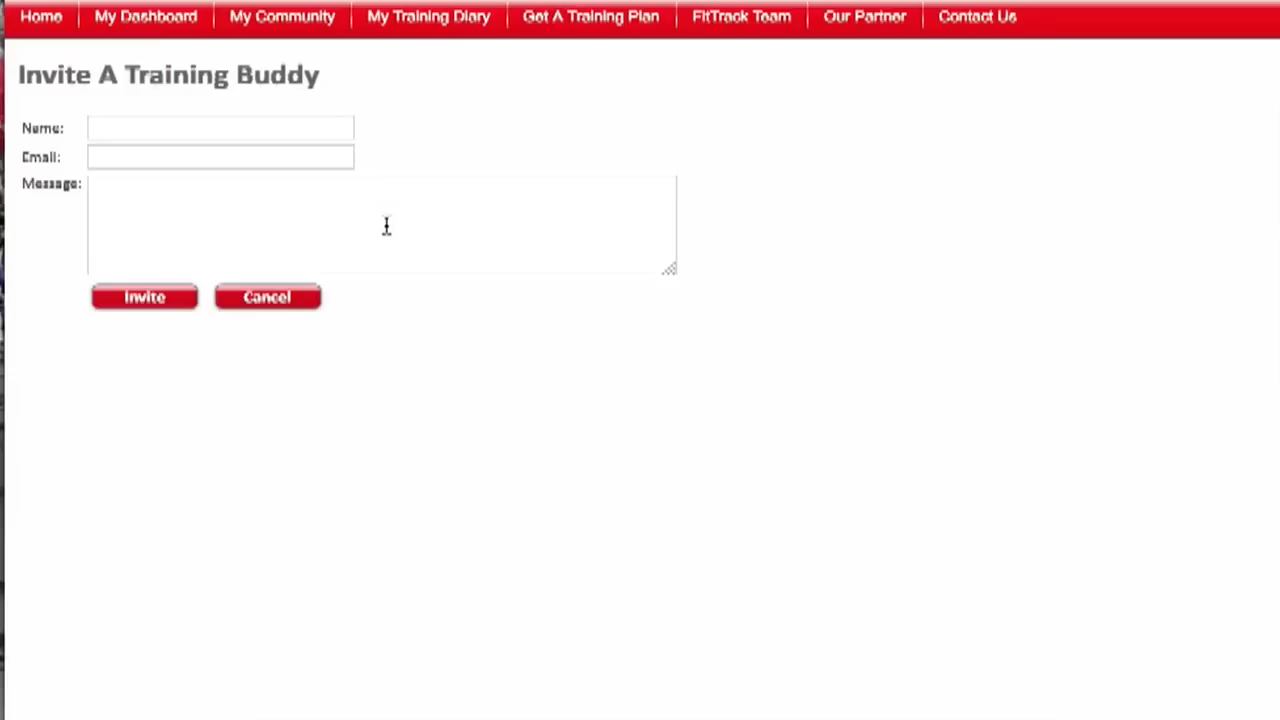 Home My Dashboard My Community My Training Diary Get A Training Plan FitTrack Team Our Partner Contact Us
Invite A Training Buddy
Name:
Email:
Message:
Invite Cancel